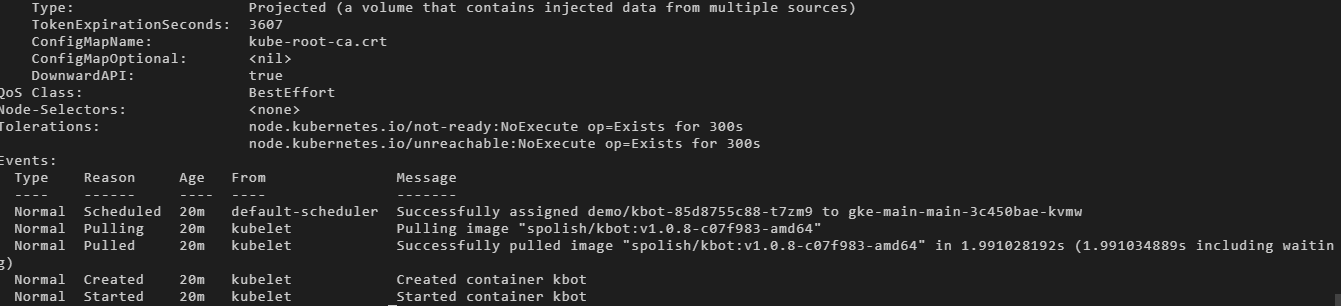 Type:                     Projected (a volume that contains injected data from multiple sources)
TokenExpirationSeconds:  3607
ConfigMapName:           kube-root-ca.crt
ConfigMapOptional:       <nil>
DownwardAPI:             true
QoS Class:                   BestEffort
Node-Selectors:              <none>
Tolerations:                 node.kubernetes.io/not-ready:NoExecute op=Exists for 300s
node.kubernetes.io/unreachable:NoExecute op=Exists for 300s
Events:
Type    Reason     Age   From               Message
----    ------     ----  ----               -------
Normal  Scheduled  20m   default-scheduler  Successfully assigned demo/kbot-85d8755c88-t7zm9 to gke-main-main-3c450bae-kvmw
Normal  Pulling    20m   kubelet            Pulling image "spolish/kbot:v1.0.8-c07f983-amd64"
Normal  Pulled     20m   kubelet            Successfully pulled image "spolish/kbot:v1.0.8-c07f983-amd64" in 1.991028192s (1.991034889s including waitin
g)
Normal  Created    20m   kubelet            Created container kbot
Normal  Started    20m   kubelet            Started container kbot